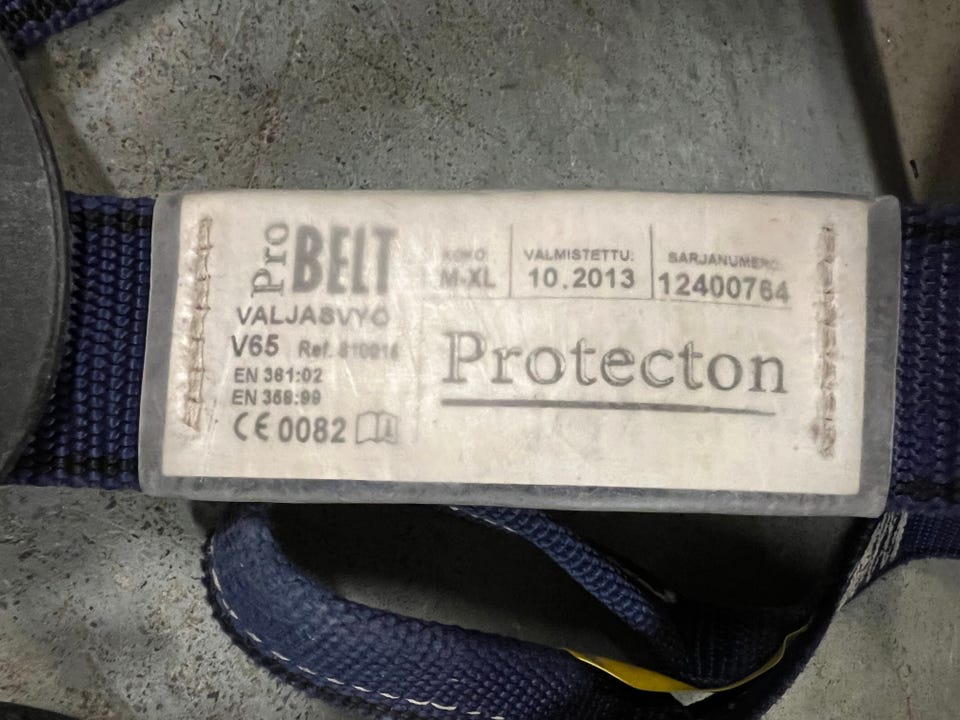 Pro BELT
VALJASVYÖ
V65 Ref.
EN 361:02
EN 358:99
CE 0082
KOKO:
M-XL
VALMISTETTU:
10.2013
SARJANUMERO:
12400764
Protecton